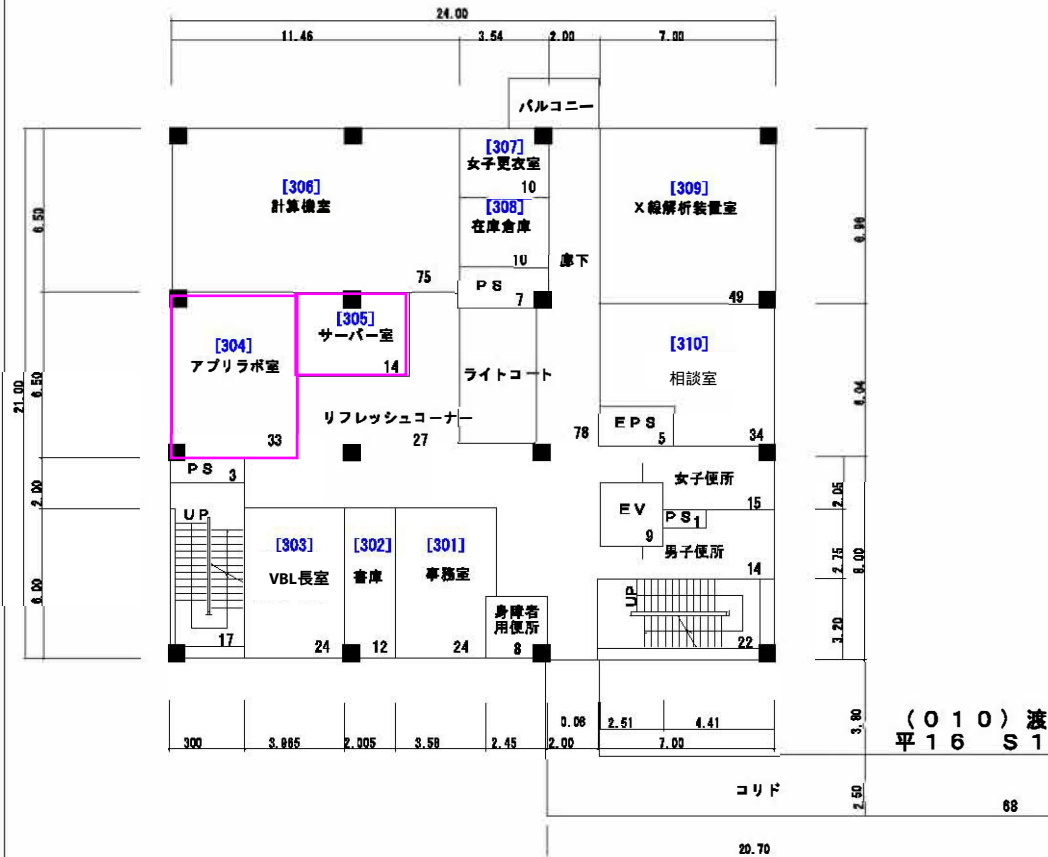 24.00
11.46 3.54 2.00 7.00
バルコニー
[307]
女子更衣室
10
[306]
計算機室
75
[308]
在庫倉庫
10
廊下
[309]
X線解析装置室
49
PS
7
6.50
6.96
[304]
アプリラボ室
33
[305]
サーバー室
14
ライトコート
[310]
相談室
34
リフレッシュコーナー
27
78
EPS
5
21.00
6.50
6.04
PS 3
女子便所
15
UP
EV
9
PS1
男子便所
14
2.00
2.05
[303]
VBL長室
24
[302]
書庫
12
[301]
事務室
24
2.75
8.00
6.00
17
身障者
用便所
8
UP
22
3.20
0.06 2.51 4.41
300 3.965 2.005 3.58 2.45 2.00 7.00
3.80
(010)渡
平16 S1
コリド
2.50
68
20.70